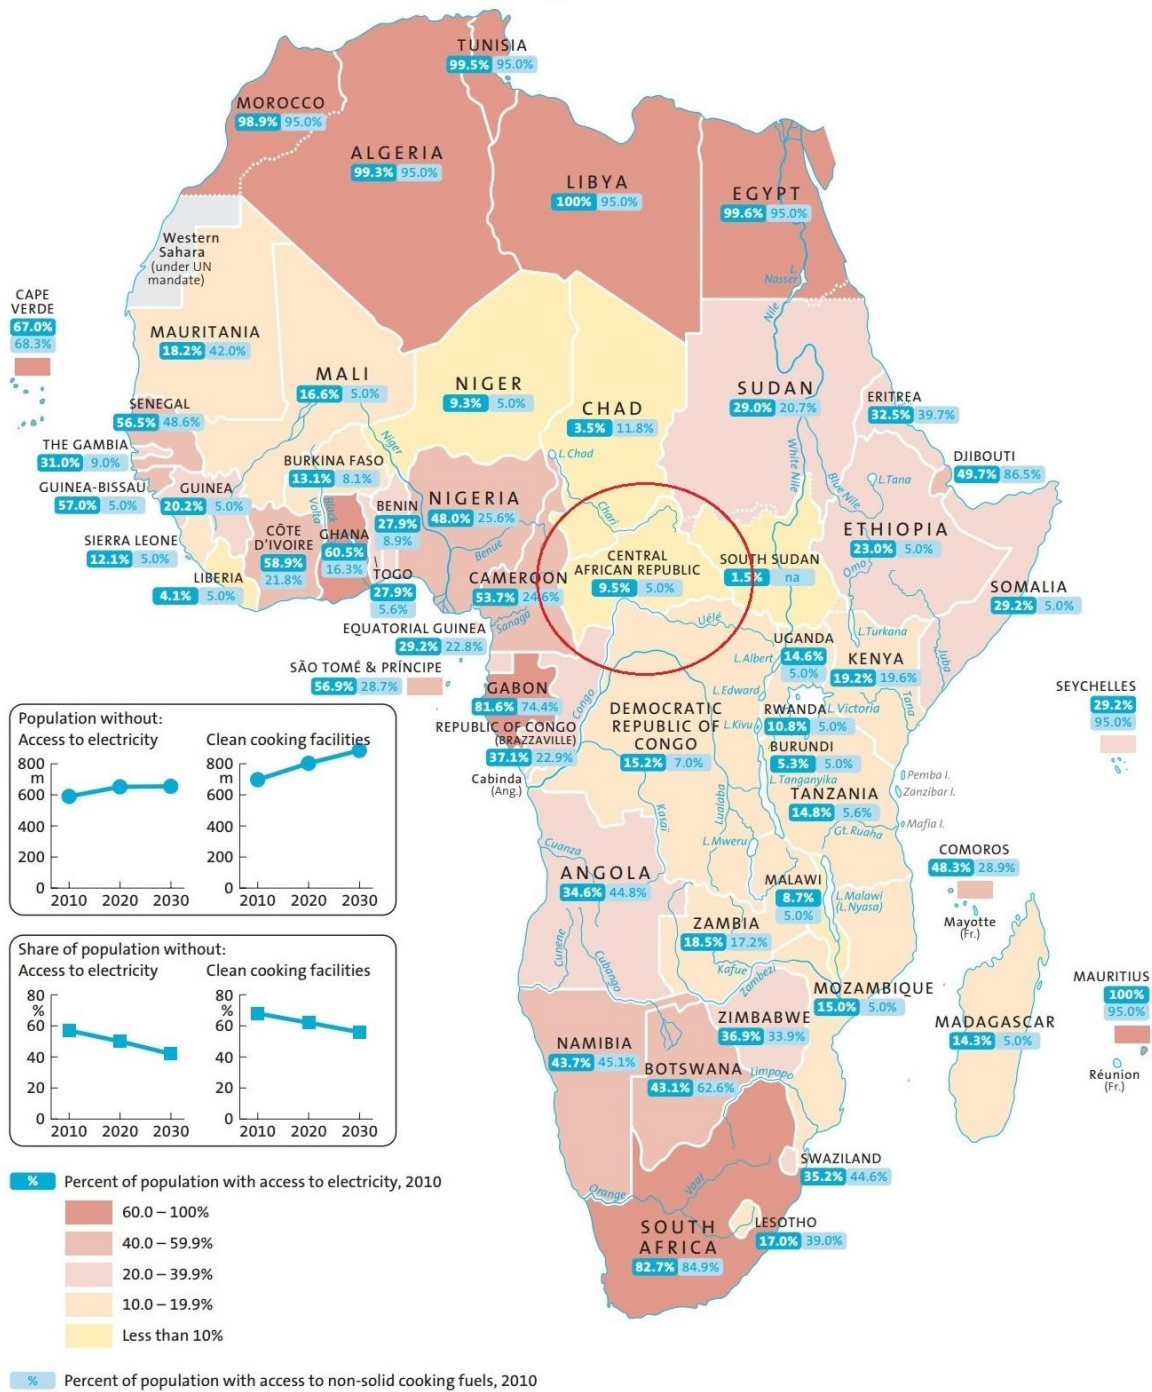 TUNISIA
99.5% 95.0%
MOROCCO
98.9% 95.0%
ALGERIA
99.3% 95.0%
LIBYA
100% 95.0%
EGYPT
99.6% 95.0%
Western
Sahara
(under UN
mandate)
L.
Nasser
Nile
CAPE
VERDE
67.0%
68.3%
MAURITANIA
18.2% 42.0%
MALI
16.6% 5.0%
NIGER
9.3% 5.0%
CHAD
3.5% 11.8%
SUDAN
29.0% 20.7%
ERITREA
32.5% 39.7%
SENEGAL
56.5% 48.6%
THE GAMBIA
31.0% 9.0%
GUINEA-BISSAU
57.0% 5.0%
GUINEA
20.2% 5.0%
BURKINA FASO
13.1% 8.1%
Niger
L.Chad
Chari
White Nile
Blue Nile
L.Tana
DJIBOUTI
49.7% 86.5%
NIGERIA
48.0% 25.6%
BENIN
27.9%
8.9%
Black
Volta
GHANA
60.5%
16.3%
CÔTE
D'IVOIRE
58.9%
21.8%
SIERRA LEONE
12.1% 5.0%
LIBERIA
4.1% 5.0%
TOGO
27.9%
5.6%
Benue
CAMEROON
53.7% 24.6%
Sanaga
CENTRAL
AFRICAN REPUBLIC
9.5% 5.0%
SOUTH SUDAN
1.5% na
ETHIOPIA
23.0% 5.0%
Omo
SOMALIA
29.2% 5.0%
EQUATORIAL GUINEA
29.2% 22.8%
SÃO TOMÉ & PRÍNCIPE
56.9% 28.7%
Uélé
L.Albert
UGANDA
14.6%
5.0%
L.Turkana
KENYA
19.2% 19.6%
Juba
Tana
GABON
81.6% 74.4%
Congo
REPUBLIC OF CONGO
(BRAZZAVILLE)
37.1% 22.9%
Cabinda
(Ang.)
DEMOCRATIC
REPUBLIC OF
CONGO
15.2% 7.0%
L.Edward
L.Kivu
RWANDA
10.8% 5.0%
L.Victoria
BURUNDI
5.3% 5.0%
L.Tanganyika
TANZANIA
14.8% 5.6%
Gt.Ruaha
Pemba I.
Zanzibar I.
Mafia I.
SEYCHELLES
29.2%
95.0%
Kasai
Lualaba
L.Mweru
Cuanza
ANGOLA
34.6% 44.8%
Cunene
Cubango
MALAWI
8.7%
5.0%
L.Malawi
(L.Nyasa)
COMOROS
48.3% 28.9%
Mayotte
(Fr.)
ZAMBIA
18.5% 17.2%
Kafue
Zambezi
MOZAMBIQUE
15.0% 5.0%
ZIMBABWE
36.9% 33.9%
NAMIBIA
43.7% 45.1%
BOTSWANA
43.1% 62.6%
Limpopo
MADAGASCAR
14.3% 5.0%
MAURITIUS
100%
95.0%
Réunion
(Fr.)
SWAZILAND
35.2% 44.6%
Orange
Vaal
LESOTHO
17.0% 39.0%
SOUTH
AFRICA
82.7% 84.9%
Population without:
Access to electricity
Clean cooking facilities
800
m
600
400
200
0
2010 2020 2030
800
m
600
400
200
0
2010 2020 2030
Share of population without:
Access to electricity
Clean cooking facilities
80
%
60
40
20
0
2010 2020 2030
80
%
60
40
20
0
2010 2020 2030
% Percent of population with access to electricity, 2010
60.0 – 100%
40.0 – 59.9%
20.0 – 39.9%
10.0 – 19.9%
Less than 10%
% Percent of population with access to non-solid cooking fuels, 2010